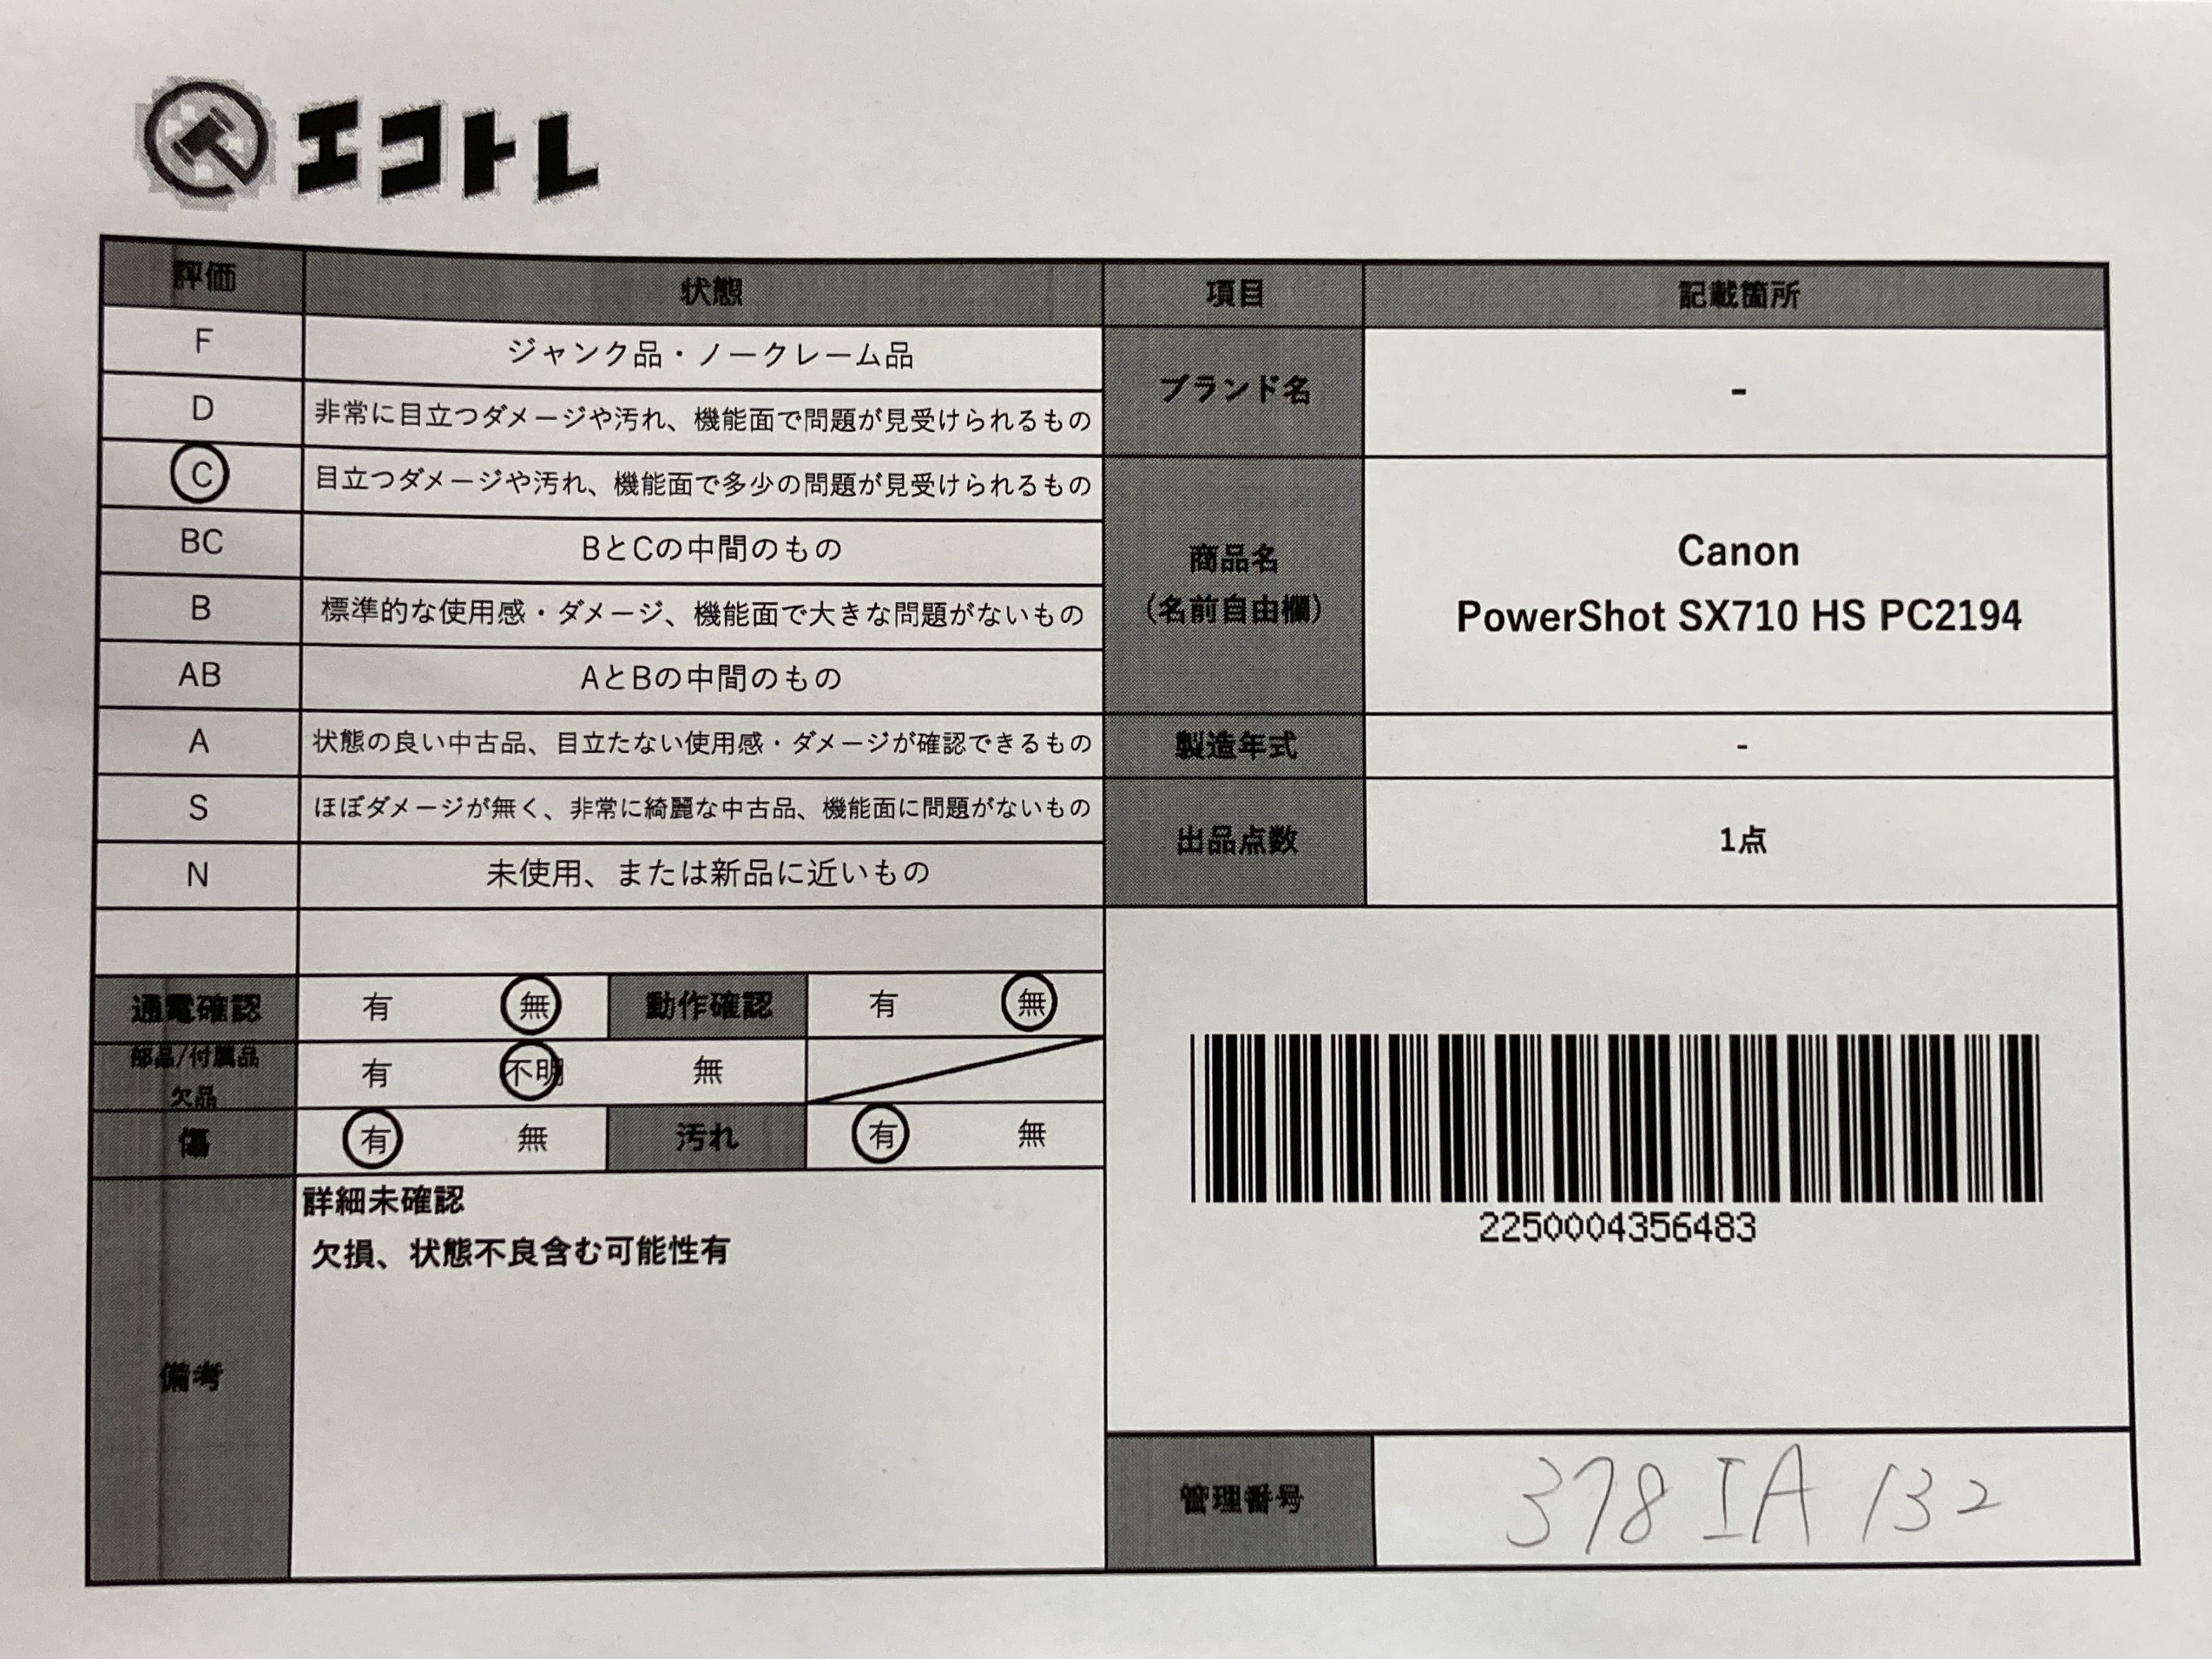 エコトレ
評価 状態 項目 記載箇所
F ジャンク品・ノークレーム品
D 非常に目立つダメージや汚れ、機能面で問題が見受けられるもの
C 目立つダメージや汚れ、機能面で多少の問題が見受けられるもの
BC BとCの中間のもの
B 標準的な使用感・ダメージ、機能面で大きな問題がないもの
AB AとBの中間のもの
A 状態の良い中古品、目立たない使用感・ダメージが確認できるもの
S ほぼダメージが無く、非常に綺麗な中古品、機能面に問題がないもの
N 未使用、または新品に近いもの
ブランド名 -
商品名
(名前自由欄)
Canon
PowerShot SX710 HS PC2194
製造年式 -
出品点数 1点
通電確認 有 無 動作確認 有 無
部品/付属品
欠品
有 不明 無
傷 有 無 汚れ 有 無
備考
詳細未確認
欠損、状態不良含む可能性有
2250004356483
管理番号 378 IA 132